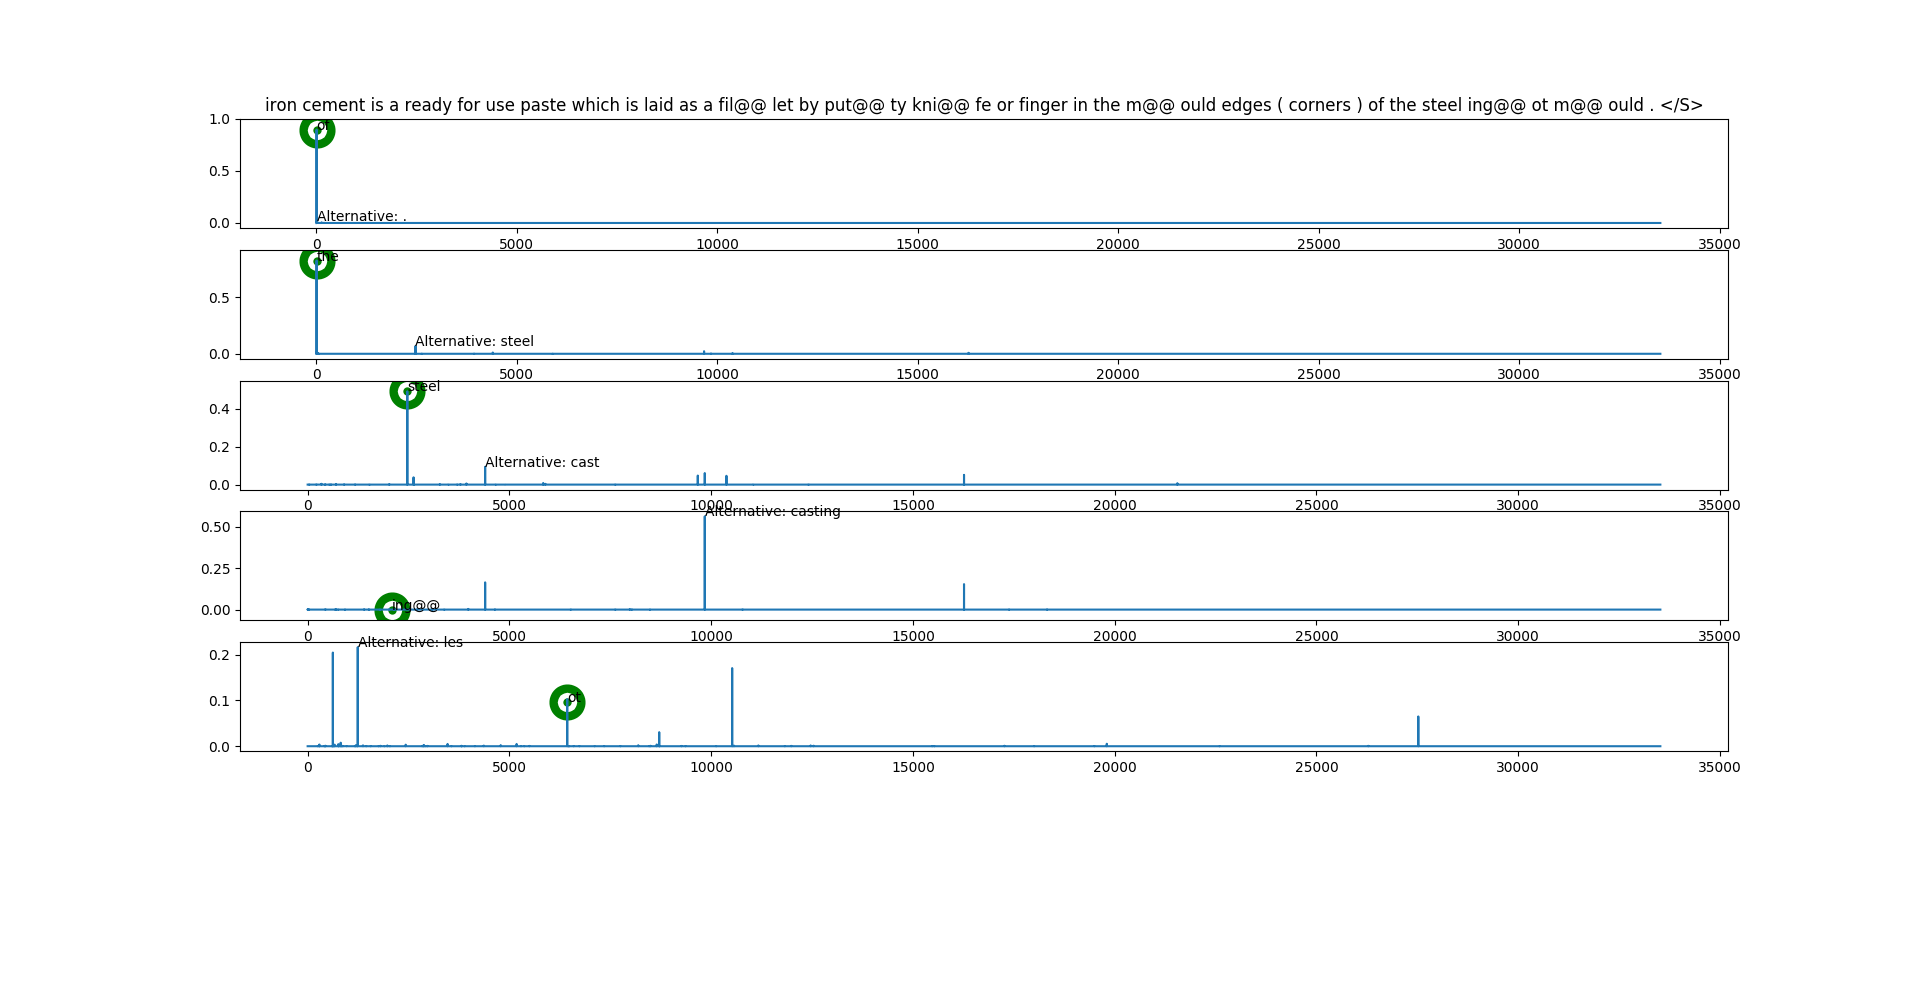 iron cement is a ready for use paste which is laid as a fil@@ let by put@@ ty kni@@ fe or finger in the m@@ ould edges ( corners ) of the steel ing@@ ot m@@ ould . </S>
1.0
of
0.5
Alternative: .
0.0
0 5000 10000 15000 20000 25000 30000 35000
the
0.5
Alternative: steel
0.0
0 5000 10000 15000 20000 25000 30000 35000
steel
0.4
0.2
Alternative: cast
0.0
0 5000 10000 15000 20000 25000 30000 35000
Alternative: casting
0.50
0.25
ing@@
0.00
0 5000 10000 15000 20000 25000 30000 35000
Alternative: les
0.2
ot
0.1
0.0
0 5000 10000 15000 20000 25000 30000 35000